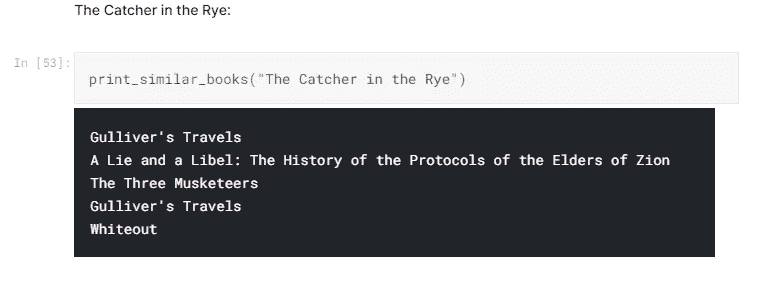 The Catcher in the Rye:
In [53]:
print_similar_books("The Catcher in the Rye")
Gulliver's Travels
A Lie and a Libel: The History of the Protocols of the Elders of Zion
The Three Musketeers
Gulliver's Travels
Whiteout